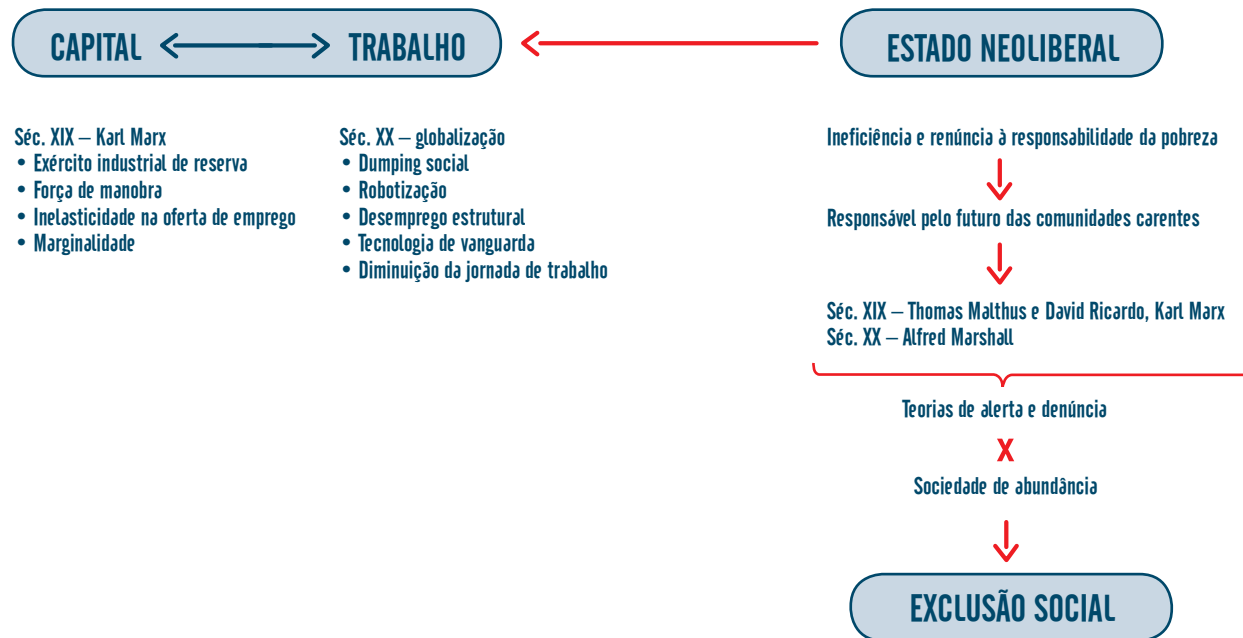 CAPITAL TRABALHO
ESTADO NEOLIBERAL
Séc. XIX – Karl Marx
• Exército industrial de reserva
• Força de manobra
• Inelasticidade na oferta de emprego
• Marginalidade
Séc. XX – globalização
• Dumping social
• Robotização
• Desemprego estrutural
• Tecnologia de vanguarda
• Diminuição da jornada de trabalho
Ineficiência e renúncia à responsabilidade da pobreza
Responsável pelo futuro das comunidades carentes
Séc. XIX – Thomas Malthus e David Ricardo, Karl Marx
Séc. XX – Alfred Marshall
Teorias de alerta e denúncia
X
Sociedade de abundância
EXCLUSÃO SOCIAL